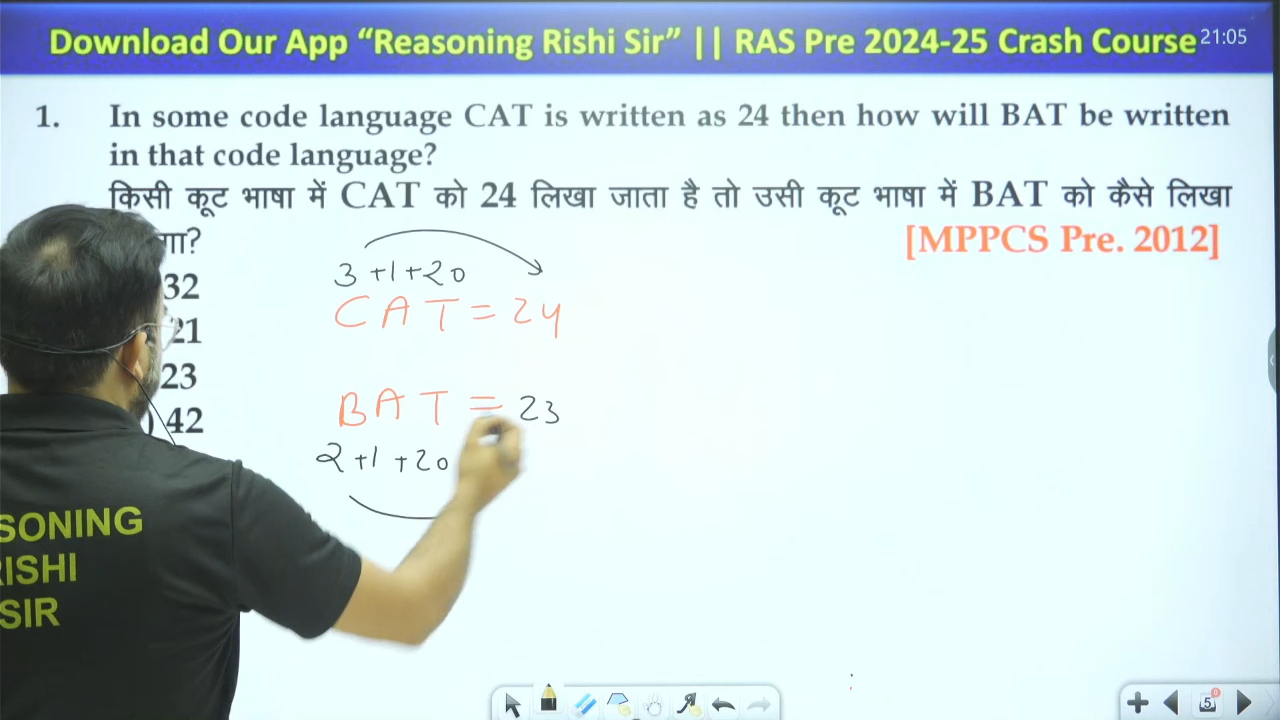 Download Our App “Reasoning Rishi Sir” || RAS Pre 2024-25 Crash Course 21:05
1. In some code language CAT is written as 24 then how will BAT be written
in that code language?
किसी कूट भाषा में CAT को 24 लिखा जाता है तो उसी कूट भाषा में BAT को कैसे लिखा
[MPPCS Pre. 2012]
3+1+20
32
CAT=24
21
23
BAT=23
) 42
2+1+20
SONING
RISHI
SIR
5